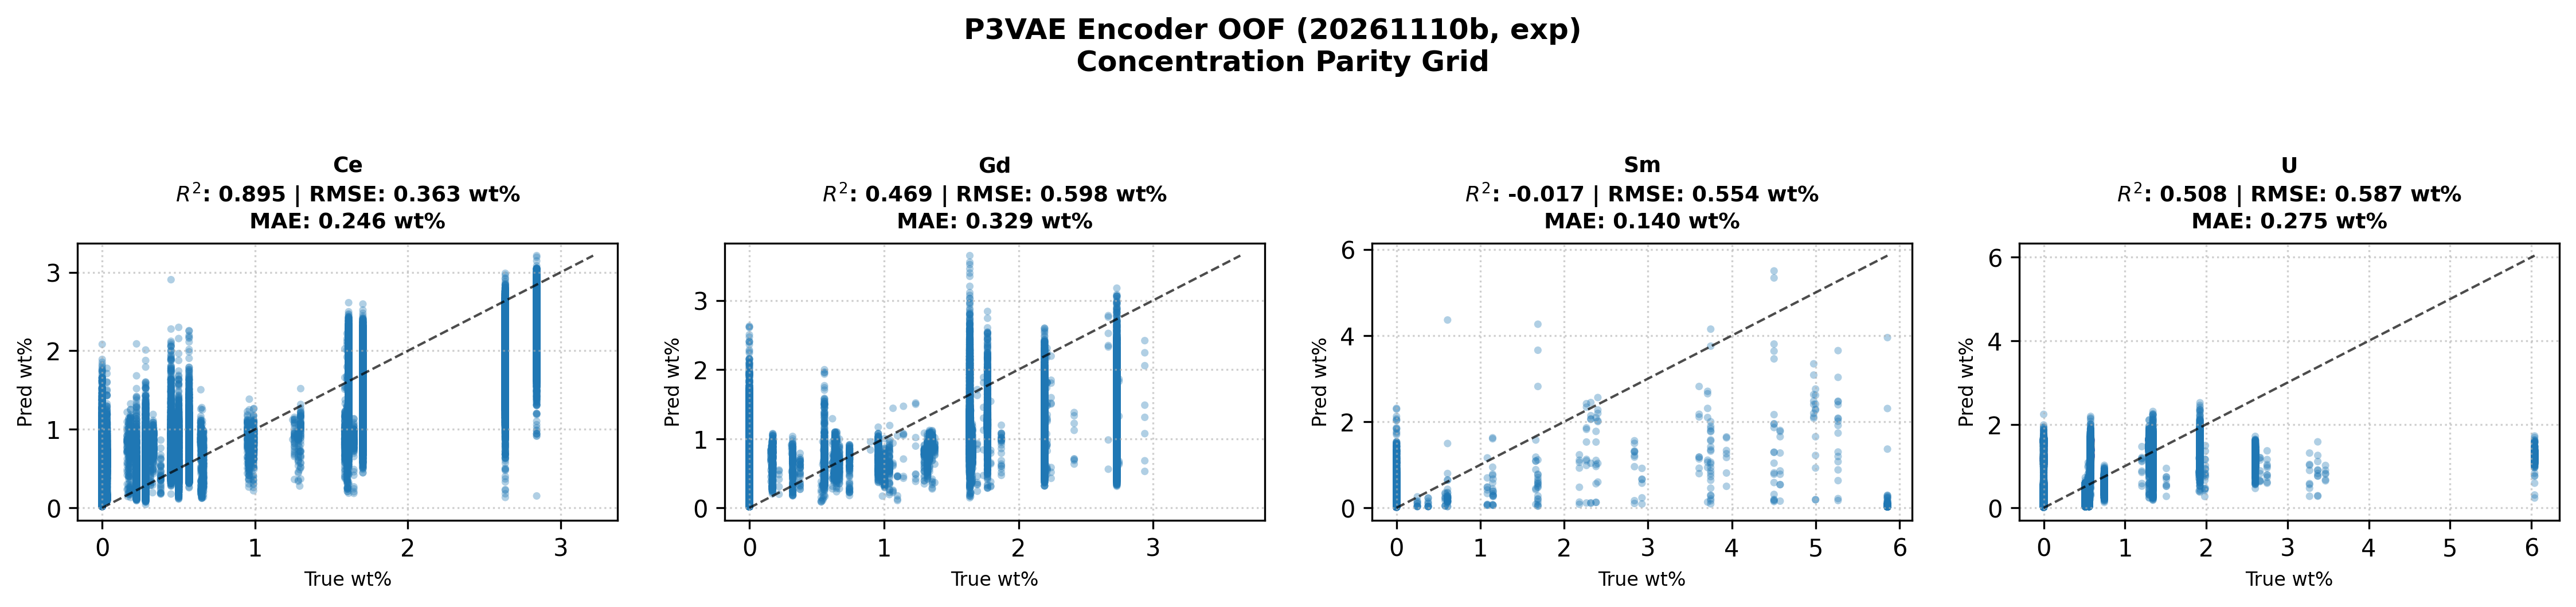 P3VAE Encoder OOF (20261110b, exp)
Concentration Parity Grid
Ce
R²: 0.895 | RMSE: 0.363 wt%
MAE: 0.246 wt%
Pred wt%
3
2
1
0
0 1 2 3
True wt%
Gd
R²: 0.469 | RMSE: 0.598 wt%
MAE: 0.329 wt%
Pred wt%
3
2
1
0
0 1 2 3
True wt%
Sm
R²: -0.017 | RMSE: 0.554 wt%
MAE: 0.140 wt%
Pred wt%
6
4
2
0
0 1 2 3 4 5 6
True wt%
U
R²: 0.508 | RMSE: 0.587 wt%
MAE: 0.275 wt%
Pred wt%
6
4
2
0
0 1 2 3 4 5 6
True wt%